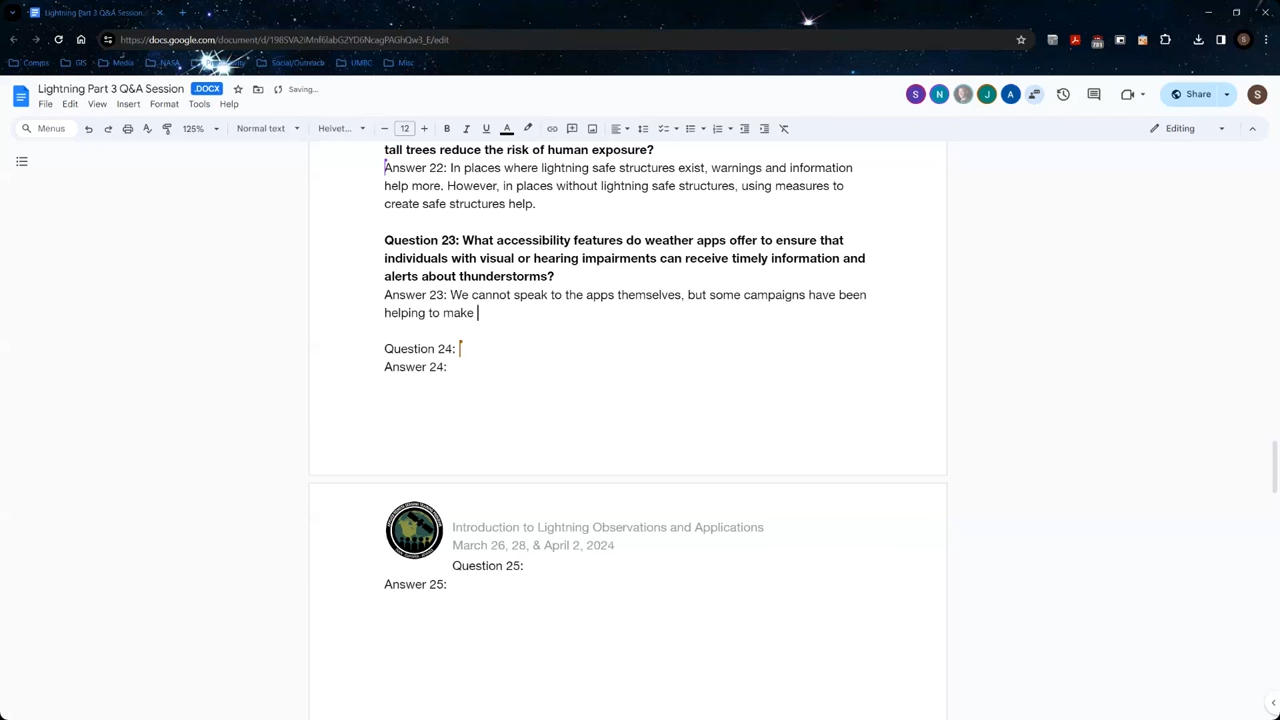 Lightning Part 3 Q&A Session.
https://docs.google.com/document/d/198SVA2iMnf6labGZYD6NcagPAGhQw3_E/edit
Comps GIS Media NASA Productivity Social/Outreach UMBC Misc
Lightning Part 3 Q&A Session .DOCX Saving...
File Edit View Insert Format Tools Help
Share
S N J A S
Menus 125% Normal text Helvet... 12 B I U A Editing
tall trees reduce the risk of human exposure?
Answer 22: In places where lightning safe structures exist, warnings and information
help more. However, in places without lightning safe structures, using measures to
create safe structures help.
Question 23: What accessibility features do weather apps offer to ensure that
individuals with visual or hearing impairments can receive timely information and
alerts about thunderstorms?
Answer 23: We cannot speak to the apps themselves, but some campaigns have been
helping to make
Question 24:
Answer 24:
Introduction to Lightning Observations and Applications
March 26, 28, & April 2, 2024
Question 25:
Answer 25: